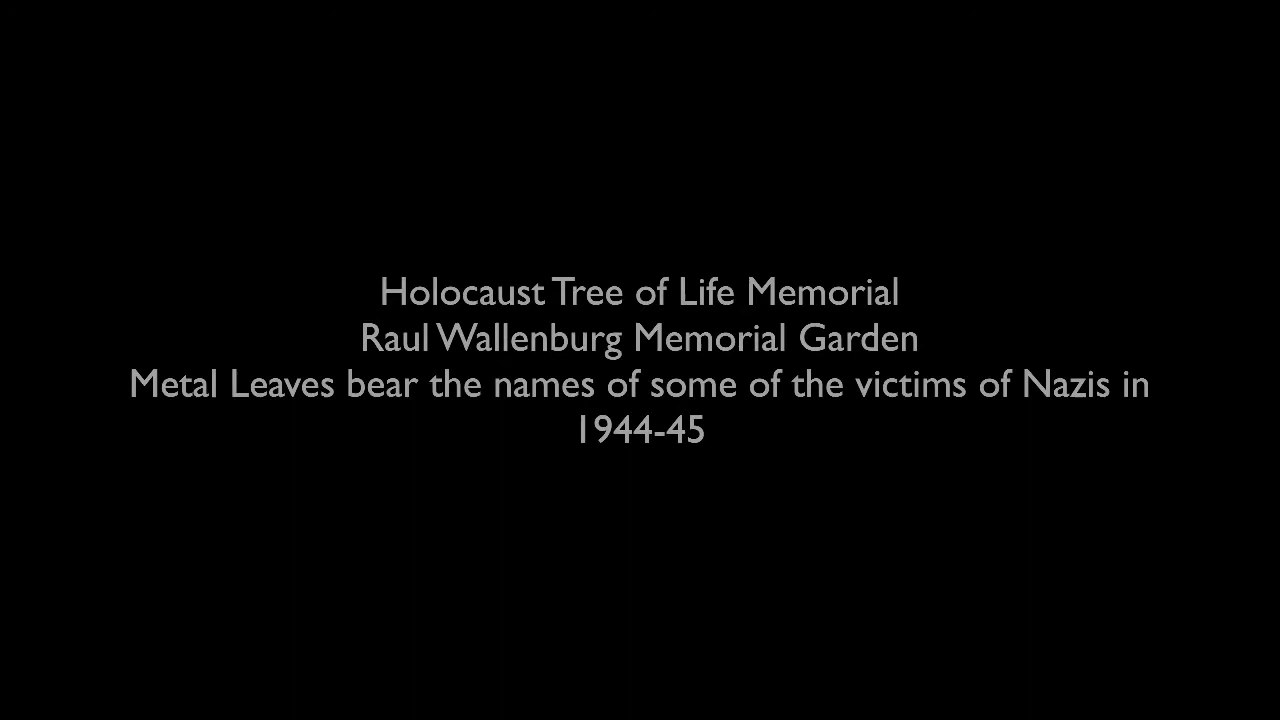 Holocaust Tree of Life Memorial
Raul Wallenburg Memorial Garden
Metal Leaves bear the names of some of the victims of Nazis in
1944-45